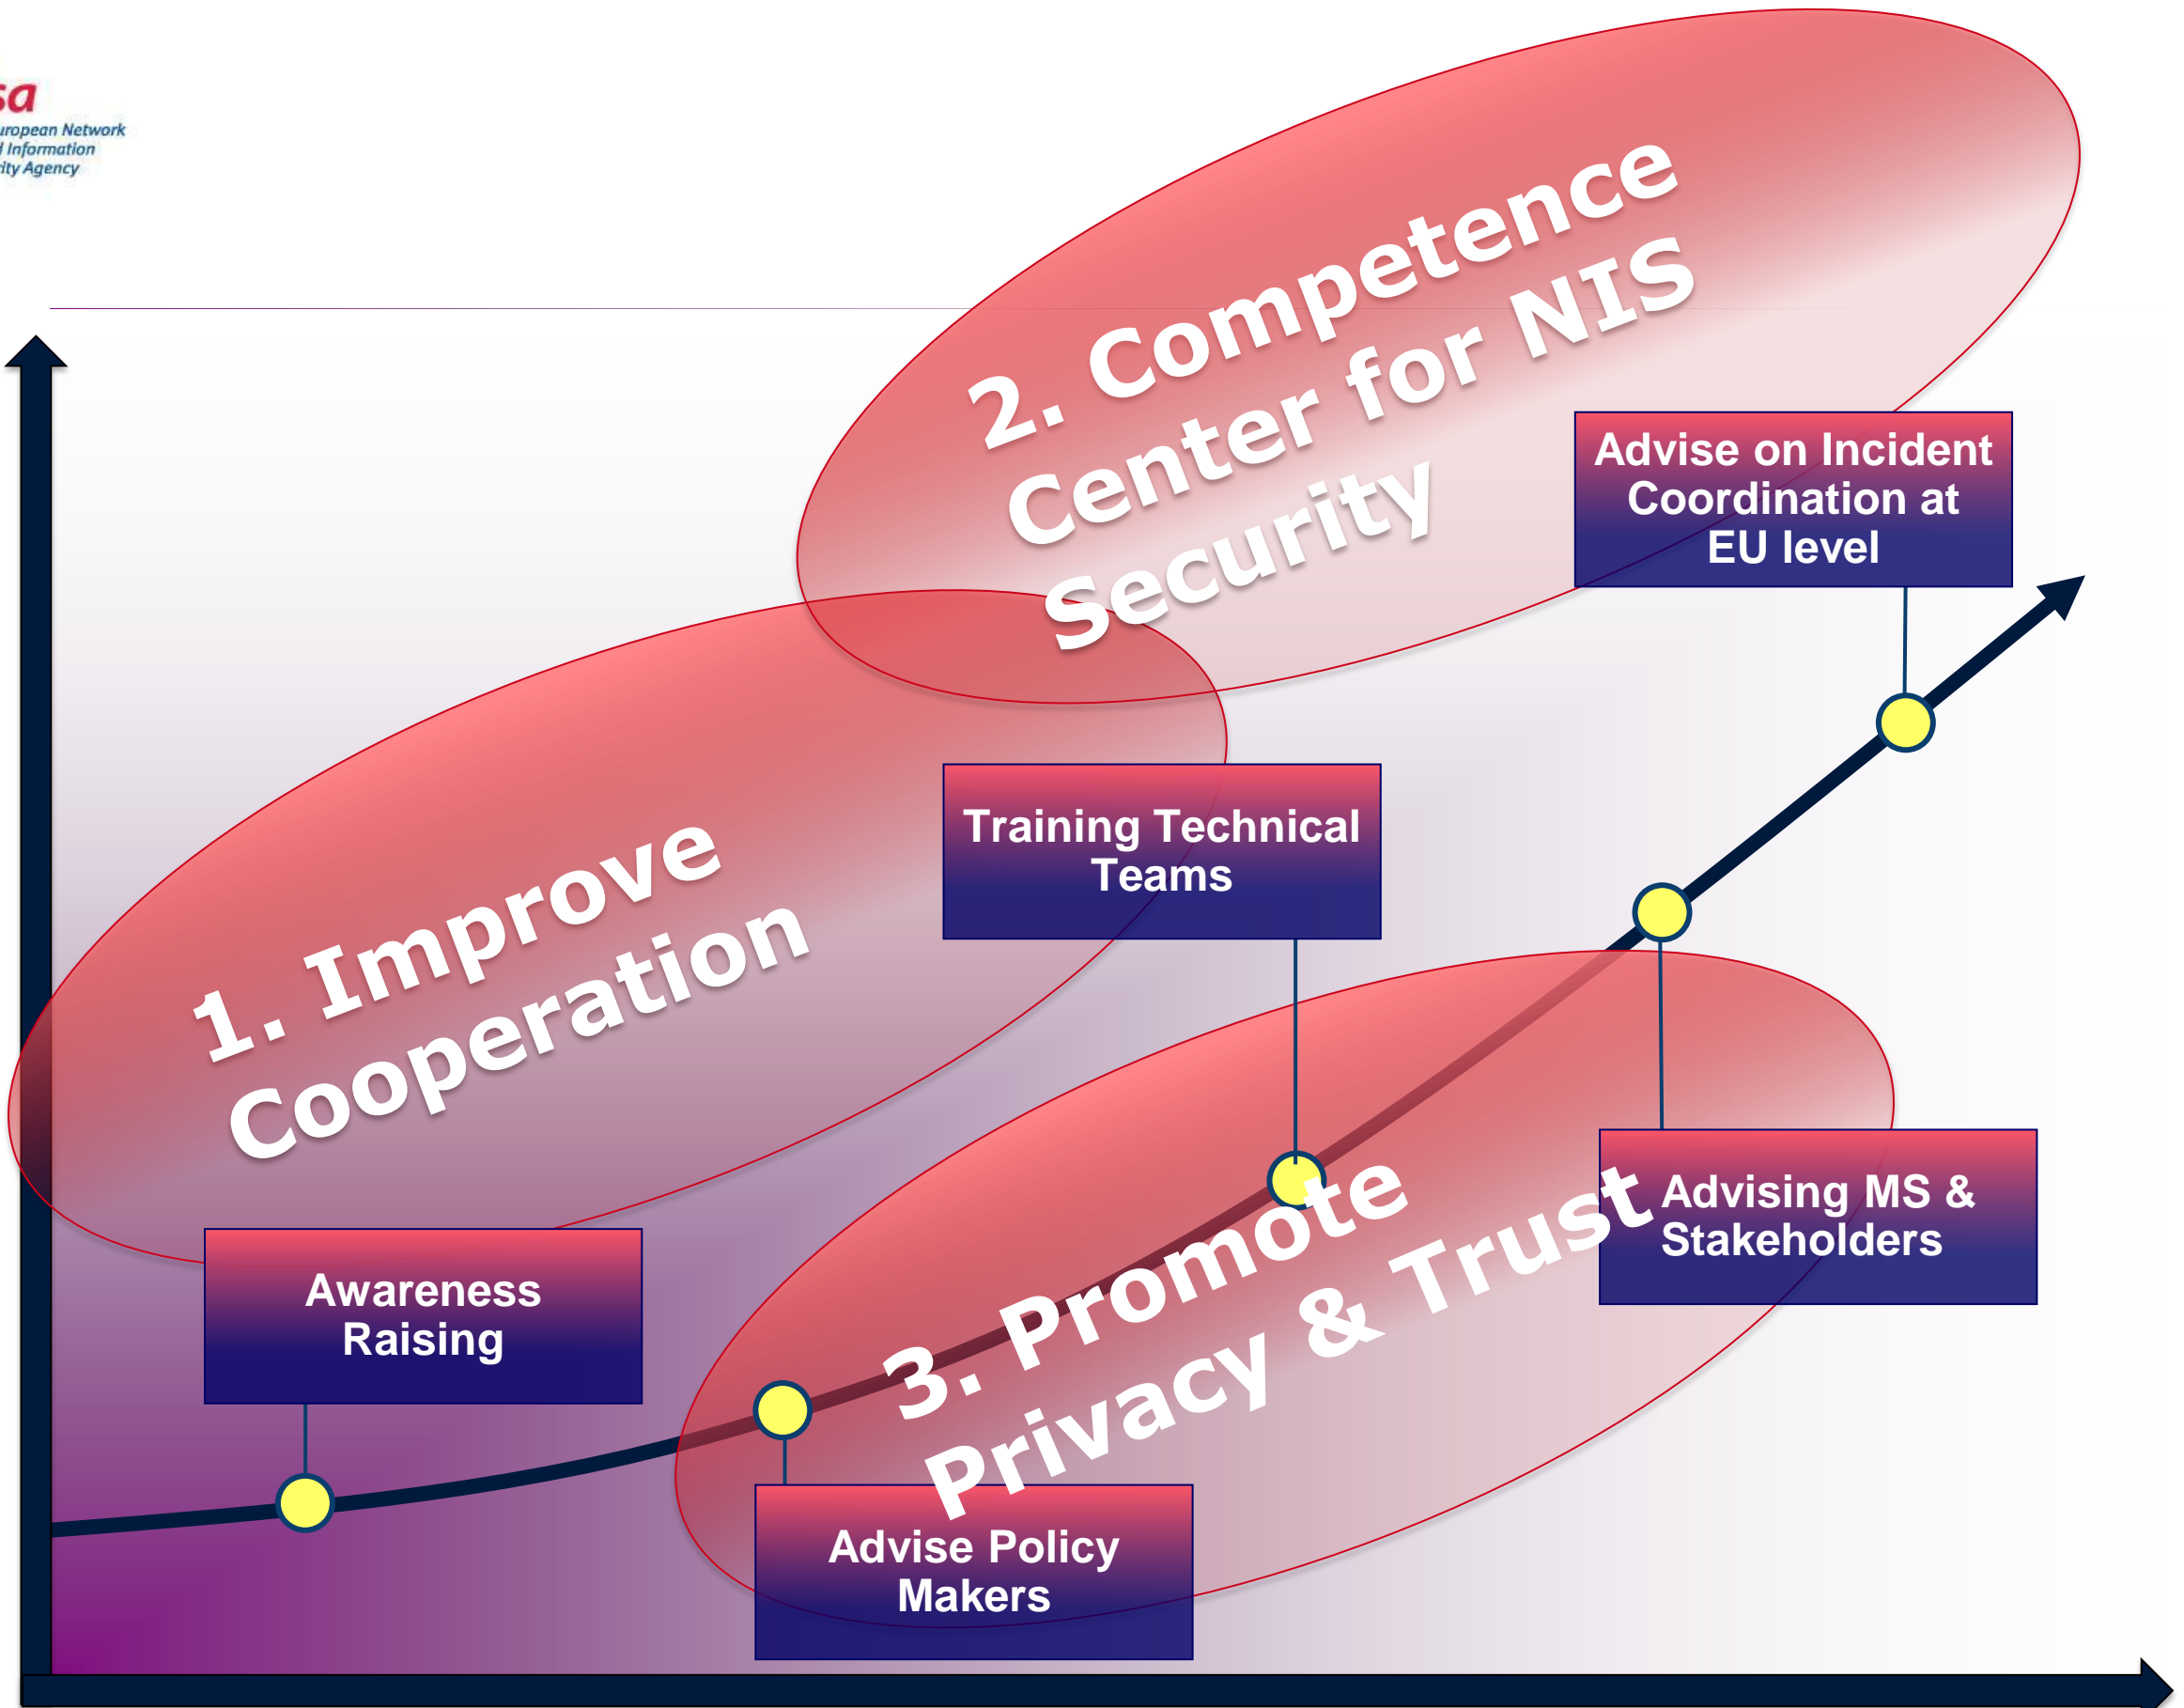 sa
uropean Network
Information
ity Agency
2. Competence
Center for NIS
Security
Advise on Incident
Coordination at
EU level
1. Improve
Cooperation
Training Technical
Teams
3. Promote
Privacy & Trust
Advising MS &
Stakeholders
Awareness
Raising
Advise Policy
Makers